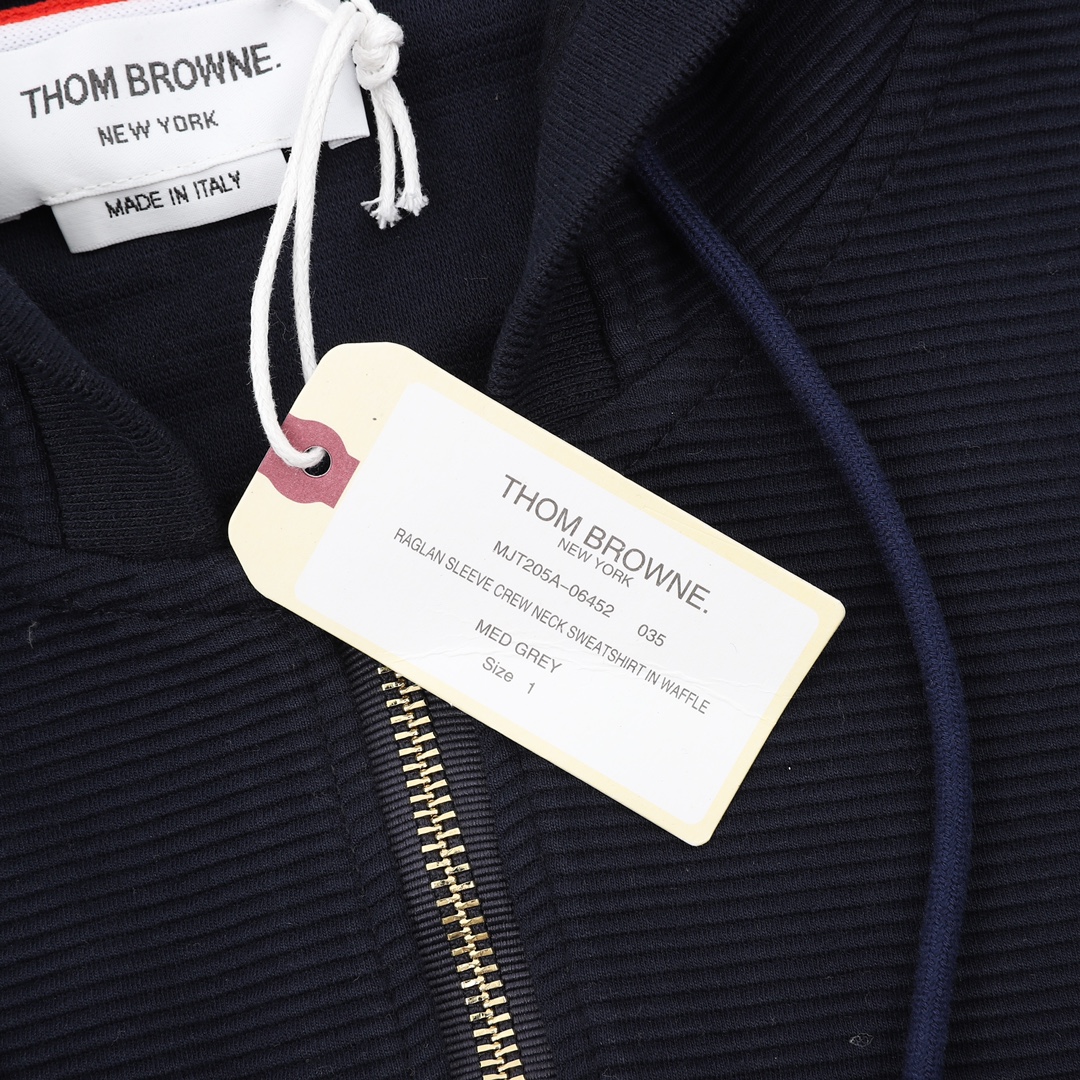 THOM BROWNE.
NEW YORK
MADE IN ITALY
THOM BROWNE.
NEW YORK
MJT205A-06452 035
RAGLAN SLEEVE CREW NECK SWEATSHIRT IN WAFFLE
MED GREY
Size 1